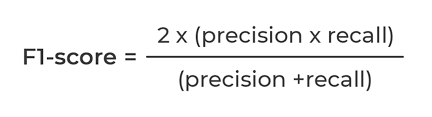 F1-score = 2 x (precision x recall)
(precision +recall)